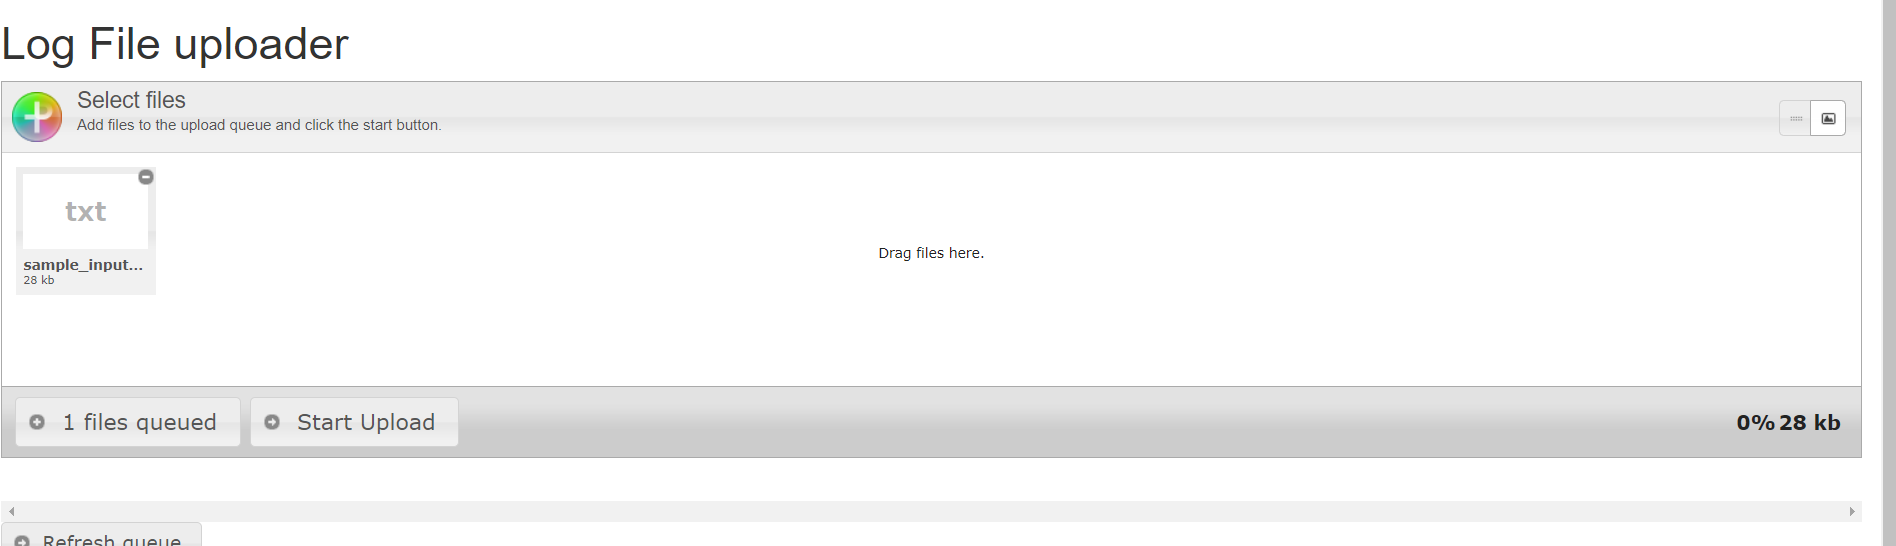 Log File uploader
Select files
Add files to the upload queue and click the start button.
txt
sample_input...
28 kb
Drag files here.
1 files queued
Start Upload
0% 28 kb
Refresh queue